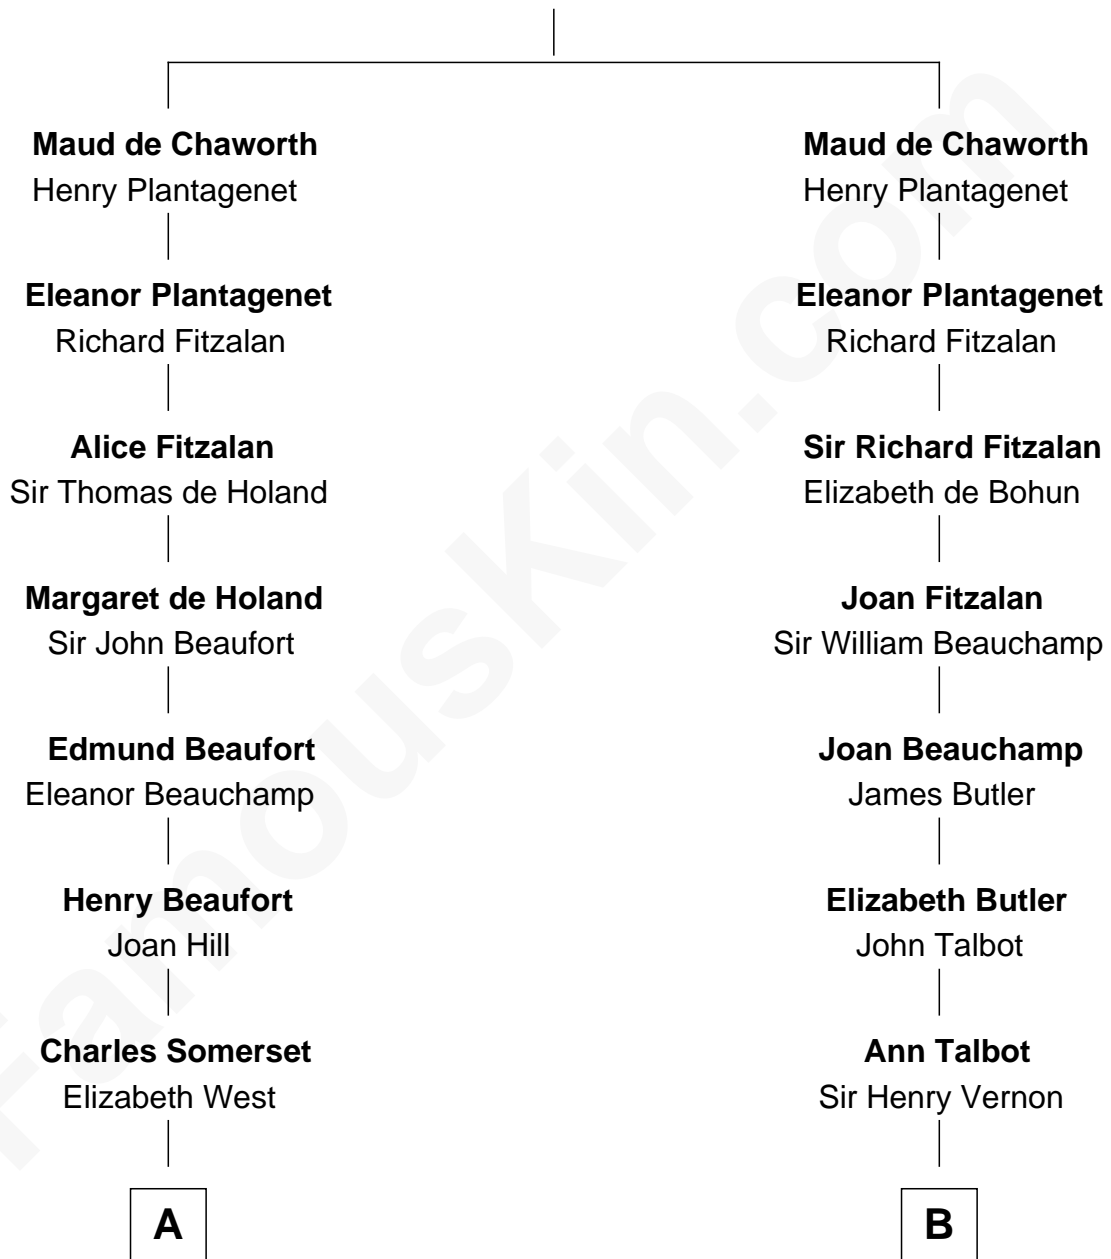 Maud de Chaworth
Henry Plantagenet
Eleanor Plantagenet
Richard Fitzalan
Alice Fitzalan
Sir Thomas de Holand
Margaret de Holand
Sir John Beaufort
Edmund Beaufort
Eleanor Beauchamp
Henry Beaufort
Joan Hill
Charles Somerset
Elizabeth West
A
Maud de Chaworth
Henry Plantagenet
Eleanor Plantagenet
Richard Fitzalan
Sir Richard Fitzalan
Elizabeth de Bohun
Joan Fitzalan
Sir William Beauchamp
Joan Beauchamp
James Butler
Elizabeth Butler
John Talbot
Ann Talbot
Sir Henry Vernon
B
FamousKin.com